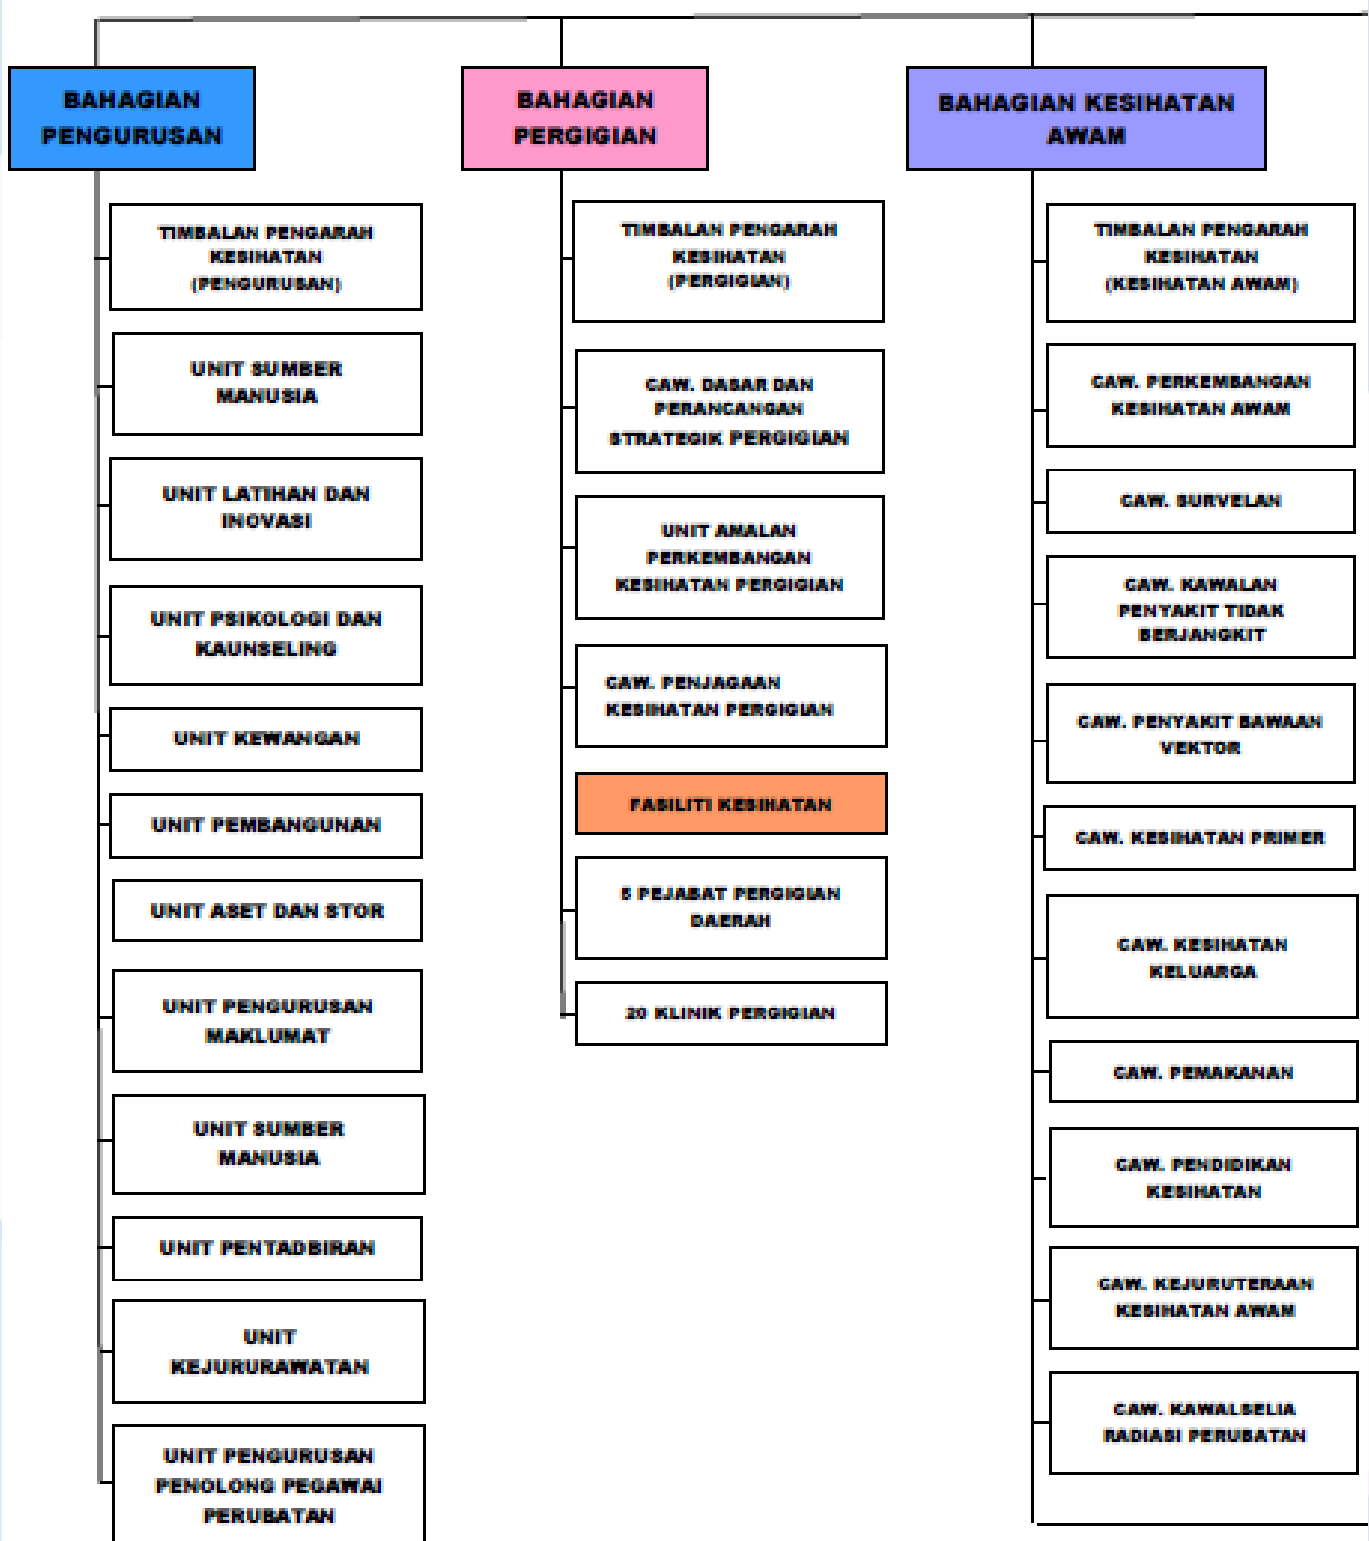 BAHAGIAN
PENGURUSAN
TIMBALAN PENGARAH
KESIHATAN
(PENGURUSAN)
UNIT SUMBER
MANUSIA
UNIT LATIHAN DAN
INOVASI
UNIT PSIKOLOGI DAN
KAUNSELING
UNIT KEWANGAN
UNIT PEMBANGUNAN
UNIT ASET DAN STOR
UNIT PENGURUSAN
MAKLUMAT
UNIT SUMBER
MANUSIA
UNIT PENTADBIRAN
UNIT
KEJURURAWATAN
UNIT PENGURUSAN
PENOLONG PEGAWAI
PERUBATAN
BAHAGIAN
PERGIGIAN
TIMBALAN PENGARAH
KESIHATAN
(PERGIGIAN)
CAW. DASAR DAN
PERANCANGAN
STRATEGIK PERGIGIAN
UNIT AMALAN
PERKEMBANGAN
KESIHATAN PERGIGIAN
CAW. PENJAGAAN
KESIHATAN PERGIGIAN
FASILITI KESIHATAN
5 PEJABAT PERGIGIAN
DAERAH
20 KLINIK PERGIGIAN
BAHAGIAN KESIHATAN
AWAM
TIMBALAN PENGARAH
KESIHATAN
(KESIHATAN AWAM)
CAW. PERKEMBANGAN
KESIHATAN AWAM
CAW. SURVELAN
CAW. KAWALAN
PENYAKIT TIDAK
BERJANGKIT
CAW. PENYAKIT BAWAAN
VEKTOR
CAW. KESIHATAN PRIMER
CAW. KESIHATAN
KELUARGA
CAW. PEMAKANAN
CAW. PENDIDIKAN
KESIHATAN
CAW. KEJURUTERAAN
KESIHATAN AWAM
CAW. KAWALSELIA
RADIASI PERUBATAN